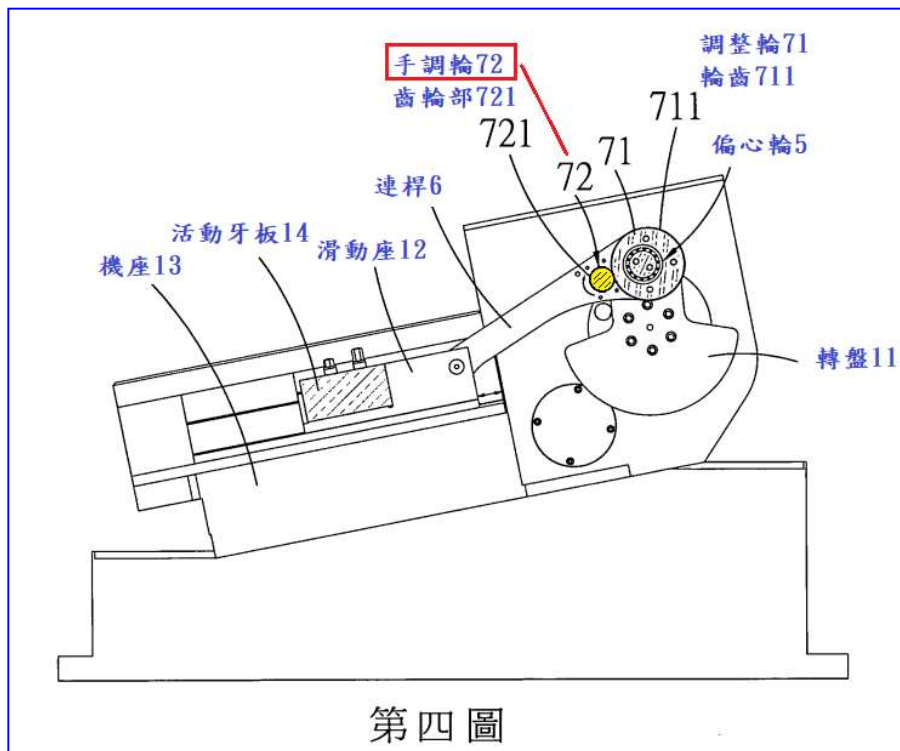 手調輪72
齒輪部721
721
72
71
711
調整輪71
輪齒711
偏心輪5
連桿6
活動牙板14
滑動座12
機座13
轉盤11
第四圖